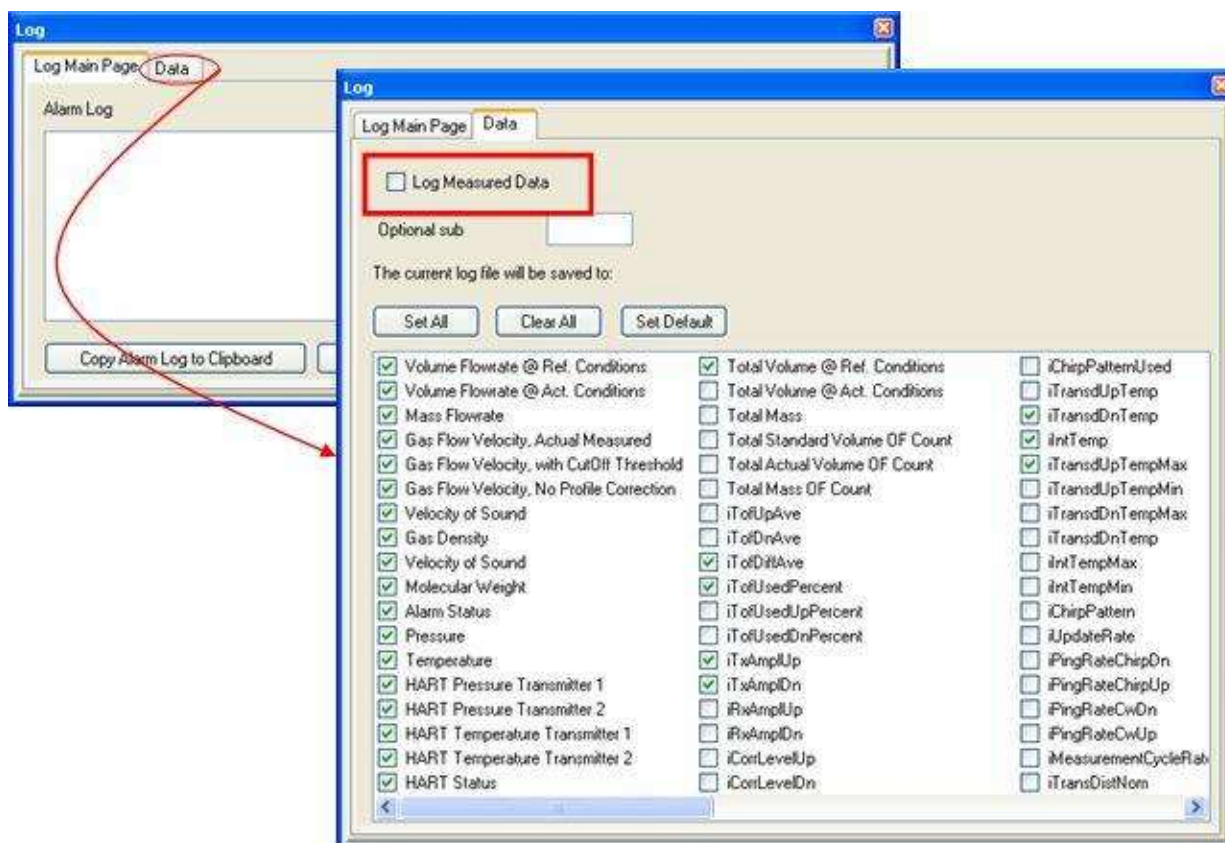 Log
Log Main Page
Data
Alarm Log
Copy Alarm Log to Clipboard
Log
Log Main Page
Data
Log Measured Data
Optional sub
The current log file will be saved to:
Set All
Clear All
Set Default
Volume Flowrate @ Ref. Conditions
Volume Flowrate @ Act. Conditions
Mass Flowrate
Gas Flow Velocity, Actual Measured
Gas Flow Velocity, with CutOff Threshold
Gas Flow Velocity, No Profile Correction
Velocity of Sound
Gas Density
Velocity of Sound
Molecular Weight
Alarm Status
Pressure
Temperature
HART Pressure Transmitter 1
HART Pressure Transmitter 2
HART Temperature Transmitter 1
HART Temperature Transmitter 2
HART Status
Total Volume @ Ref. Conditions
Total Volume @ Act. Conditions
Total Mass
Total Standard Volume OF Count
Total Actual Volume OF Count
Total Mass OF Count
iTofUpAve
iTofDnAve
iTofDiffAve
iTofUsedPercent
iTofUsedUpPercent
iTofUsedDnPercent
iTxAmplUp
iTxAmplDn
iRxAmplUp
iRxAmplDn
iCorrLevelUp
iCorrLevelDn
iChirpPatternUsed
iTransdUpTemp
iTransdDnTemp
iIntTemp
iTransdUpTempMax
iTransdUpTempMin
iTransdDnTempMax
iTransdDnTemp
iIntTempMax
iIntTempMin
iChirpPattern
iUpdateRate
iPingRateChirpDn
iPingRateChirpUp
iPingRateCwDn
iPingRateCwUp
iMeasurementCycleRat
iTransDistNom